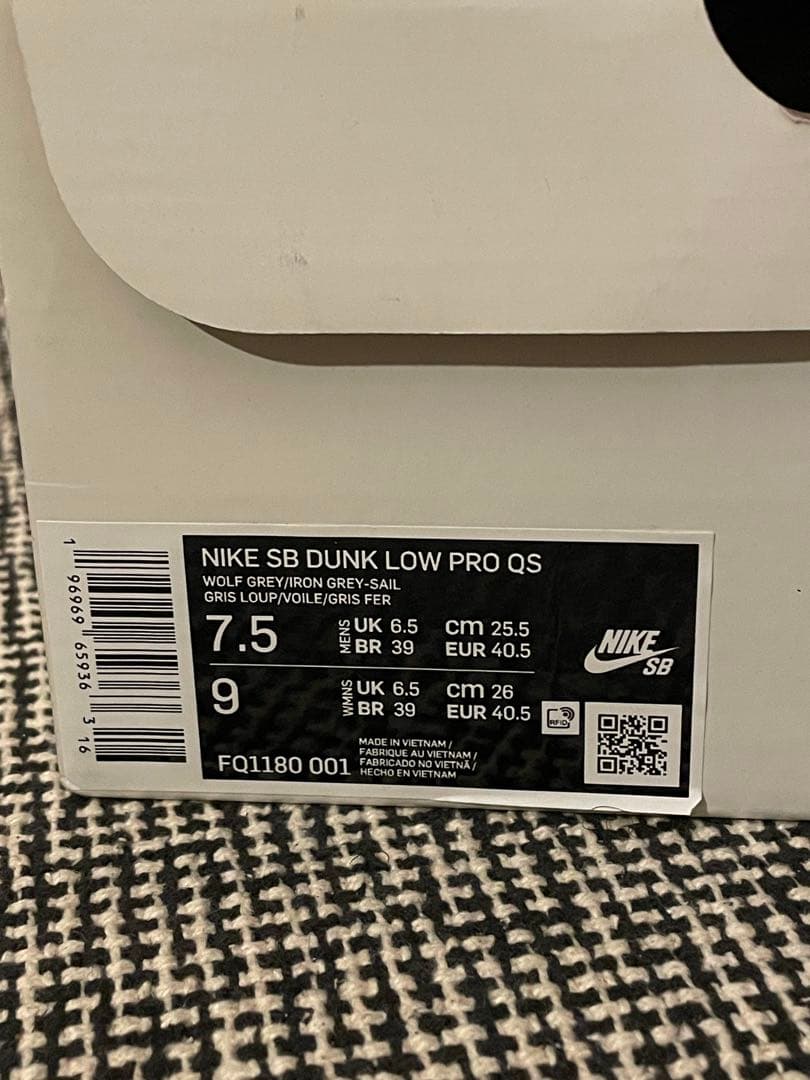 NIKE SB DUNK LOW PRO QS
WOLF GREY/IRON GREY-SAIL
GRIS LOUP/VOILE/GRIS FER
7.5 MENS UK 6.5 cm 25.5
BR 39 EUR 40.5
9 WMNS UK 6.5 cm 26
BR 39 EUR 40.5
FQ1180 001
MADE IN VIETNAM /
FABRIQUE AU VIETNAM /
FABRICADO NO VIETNÃ /
HECHO EN VIETNAM
RFID
NIKE
SB
1 96969 65936 3 16